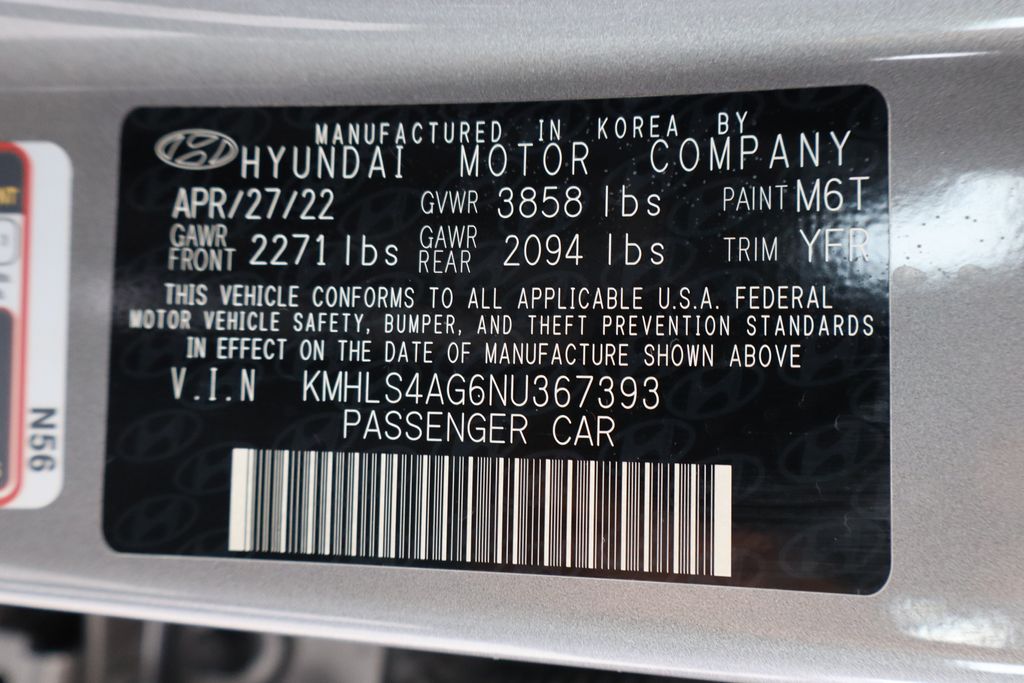 MANUFACTURED IN KOREA BY
HYUNDAI MOTOR COMPANY
APR/27/22 GVWR 3858 lbs PAINT M6T
GAWR FRONT 2271 lbs GAWR REAR 2094 lbs TRIM YFR
THIS VEHICLE CONFORMS TO ALL APPLICABLE U.S.A. FEDERAL
MOTOR VEHICLE SAFETY, BUMPER, AND THEFT PREVENTION STANDARDS
IN EFFECT ON THE DATE OF MANUFACTURE SHOWN ABOVE
V.I.N KMHLS4AG6NU367393
PASSENGER CAR
N56